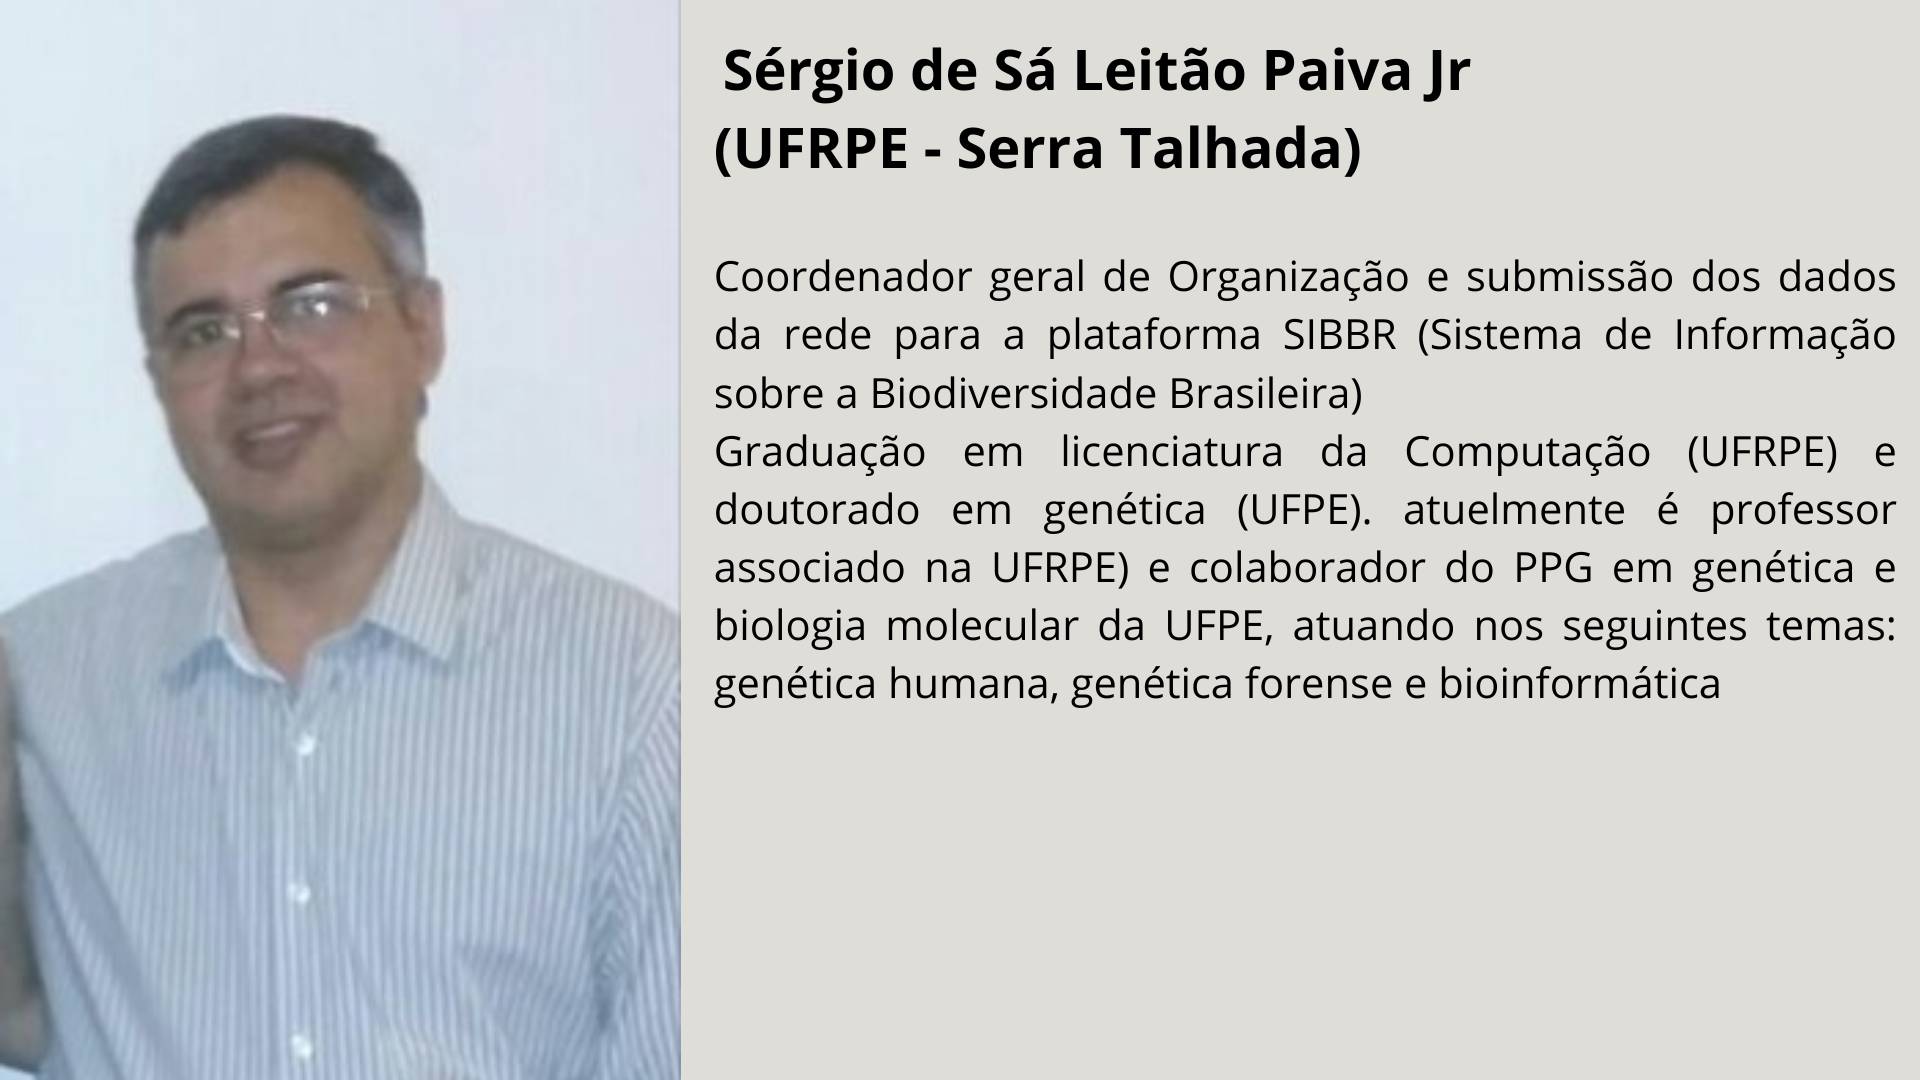 Sérgio de Sá Leitão Paiva Jr
(UFRPE - Serra Talhada)
Coordenador geral de Organização e submissão dos dados
da rede para a plataforma SIBBR (Sistema de Informação
sobre a Biodiversidade Brasileira)
Graduação em licenciatura da Computação (UFRPE) e
doutorado em genética (UFPE). atuelmente é professor
associado na UFRPE) e colaborador do PPG em genética e
biologia molecular da UFPE, atuando nos seguintes temas:
genética humana, genética forense e bioinformática